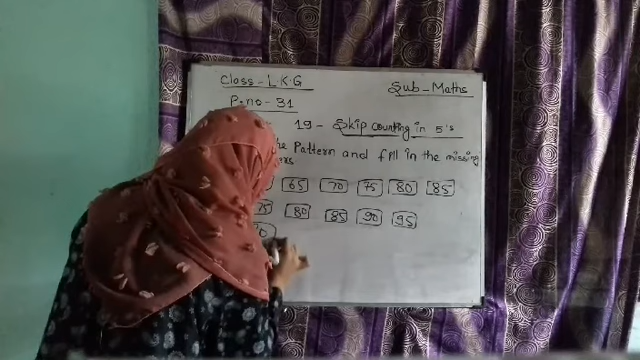 Class - L.K.G
Sub - Maths
P.no - 31
19 - Skip counting in 5's
Pattern and fill in the missing
65 70 75 80 85
75 80 85 90 95